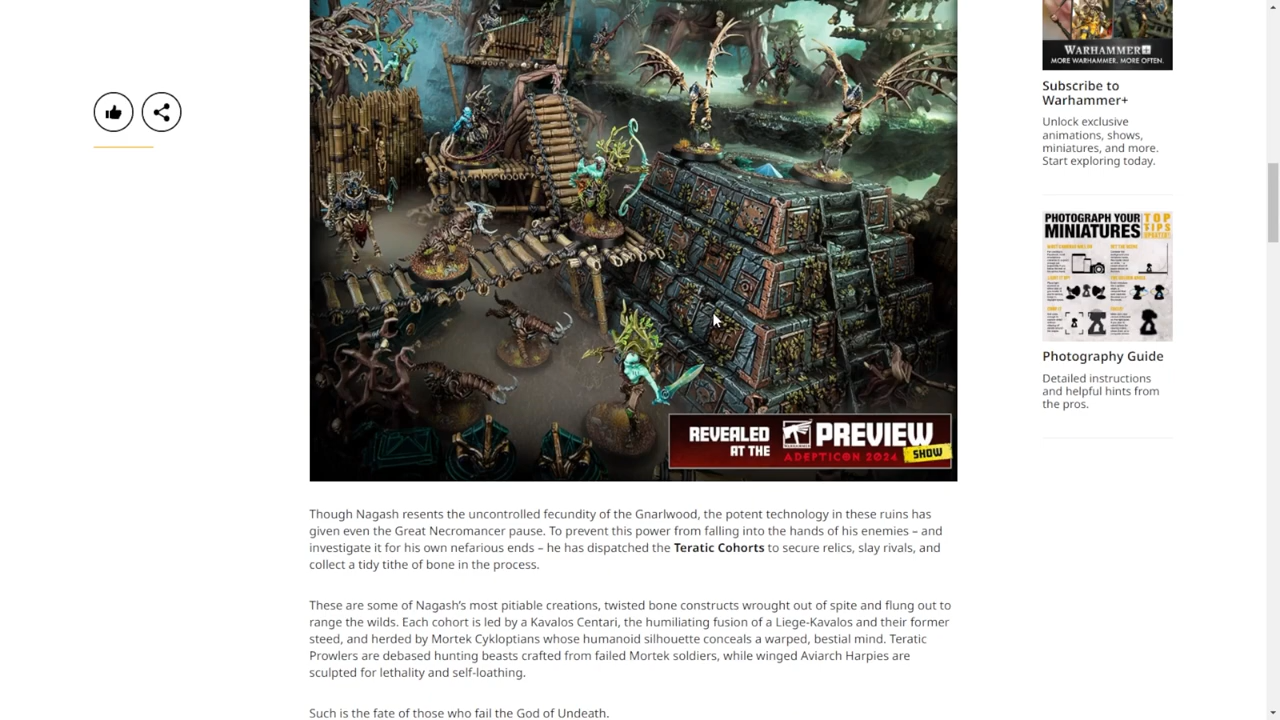 REVEALED
AT THE
PREVIEW
ADEPTICON 2024
SHOW
Though Nagash resents the uncontrolled fecundity of the Gnarlwood, the potent technology in these ruins has
given even the Great Necromancer pause. To prevent this power from falling into the hands of his enemies – and
investigate it for his own nefarious ends – he has dispatched the Teratic Cohorts to secure relics, slay rivals, and
collect a tidy tithe of bone in the process.
These are some of Nagash’s most pitiable creations, twisted bone constructs wrought out of spite and flung out to
range the wilds. Each cohort is led by a Kavalos Centari, the humiliating fusion of a Liege-Kavalos and their former
steed, and herded by Mortek Cykloptians whose humanoid silhouette conceals a warped, bestial mind. Teratic
Prowlers are debased hunting beasts crafted from failed Mortek soldiers, while winged Aviarch Harpies are
sculpted for lethality and self-loathing.
Such is the fate of those who fail the God of Undeath.
WARHAMMER+
MORE WARHAMMER. MORE OFTEN.
Subscribe to
Warhammer+
Unlock exclusive
animations, shows,
miniatures, and more.
Start exploring today.
PHOTOGRAPH YOUR
MINIATURES
TOP
TIPS
Photography Guide
Detailed instructions
and helpful hints from
the pros.